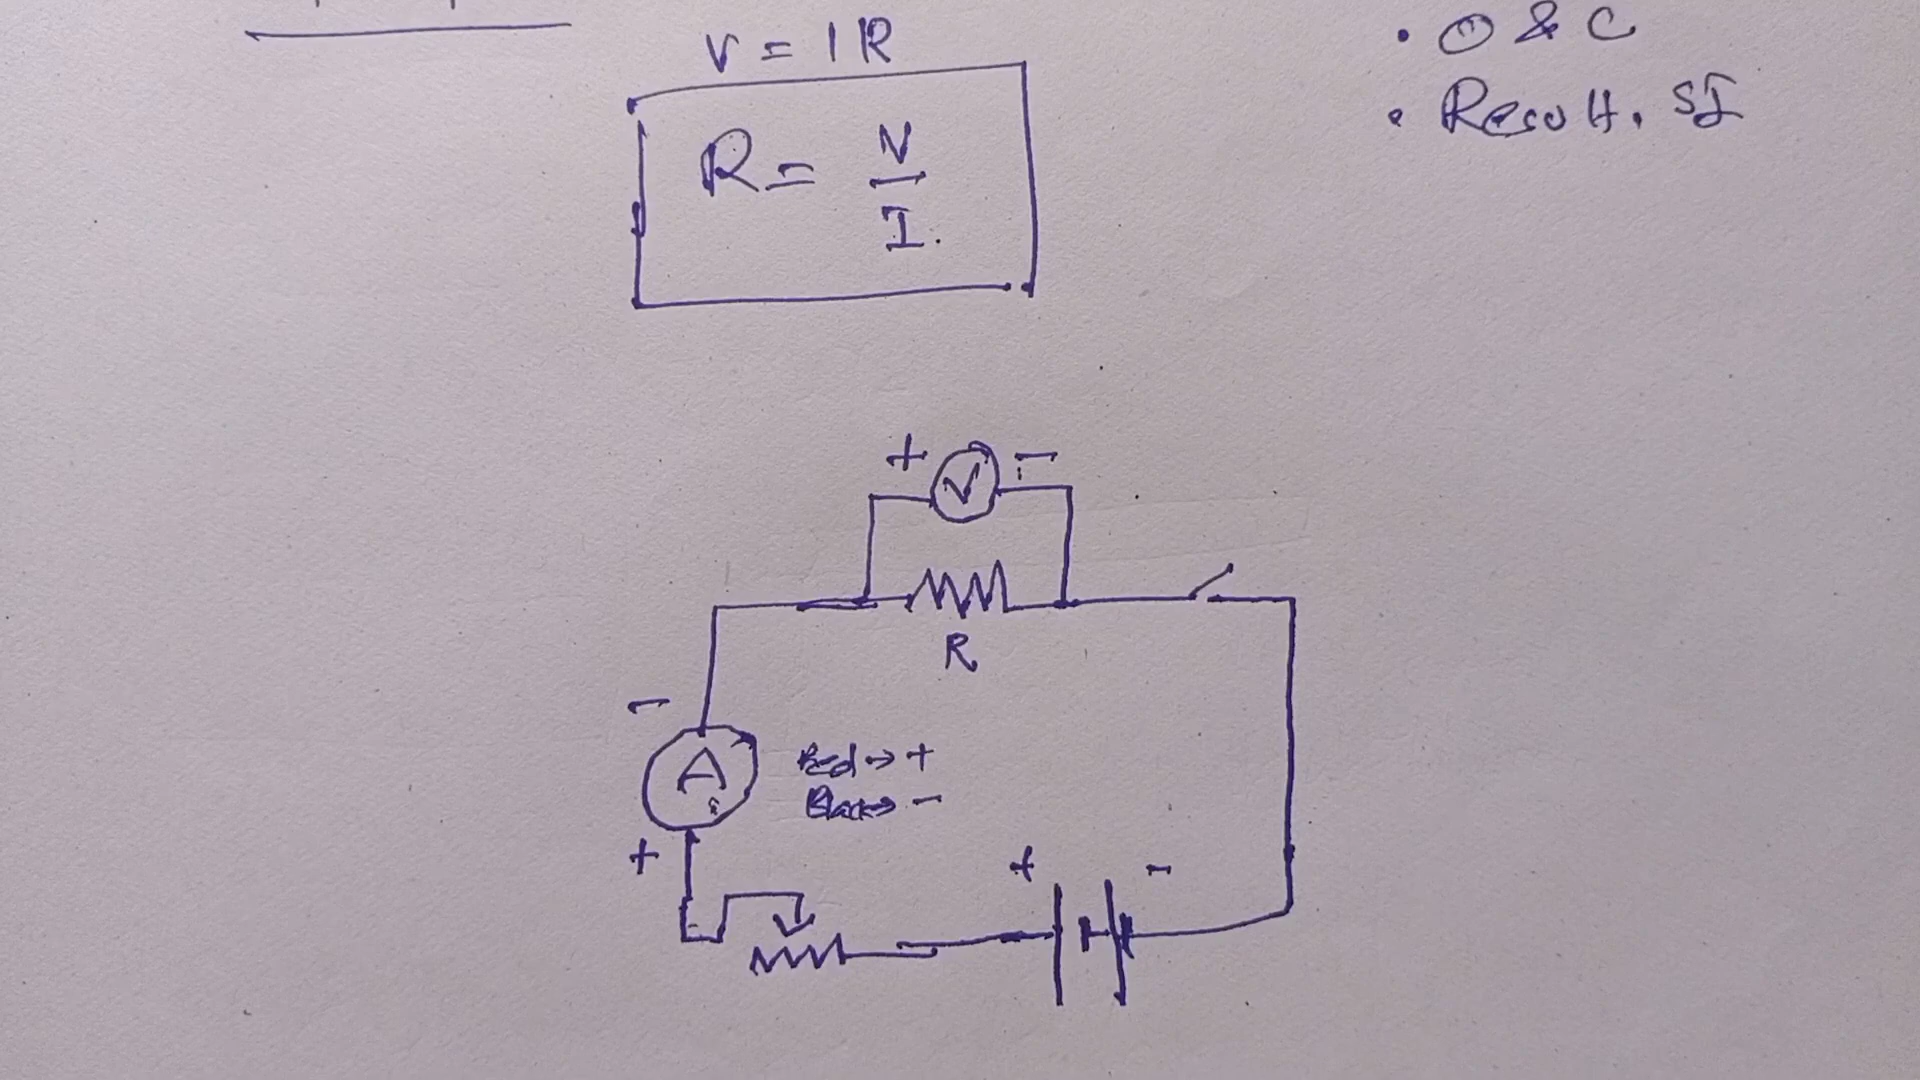 V = IR
R = V
I.
• O & C
• Result. SI
+ V −
R
−
A
Red → +
Black → −
+
+ −